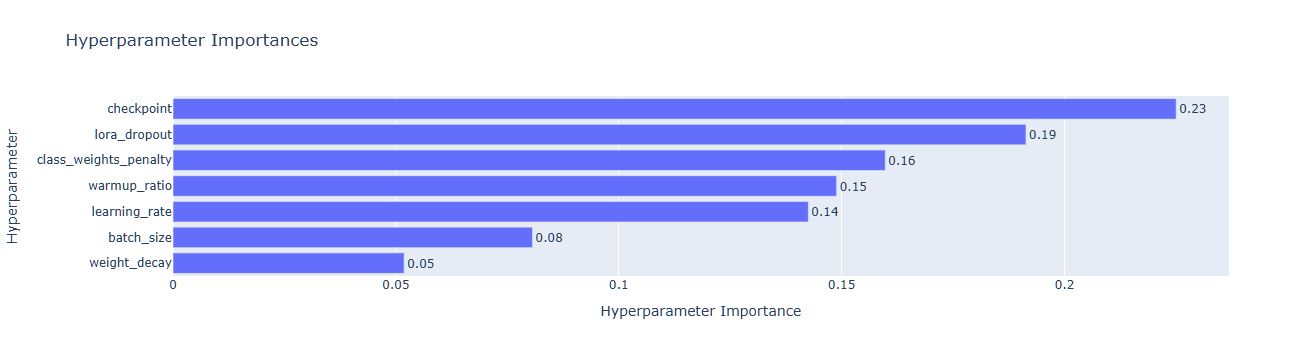 Hyperparameter Importances
Hyperparameter
checkpoint 0.23
lora_dropout 0.19
class_weights_penalty 0.16
warmup_ratio 0.15
learning_rate 0.14
batch_size 0.08
weight_decay 0.05
0 0.05 0.1 0.15 0.2
Hyperparameter Importance